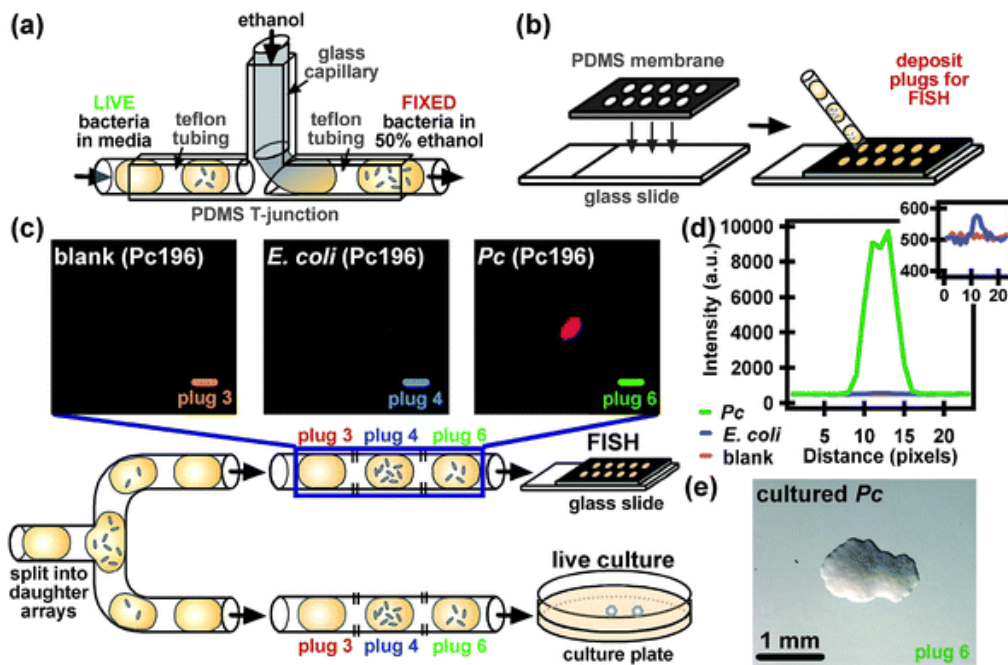 (a)
ethanol
glass
capillary
LIVE
bacteria
in media
teflon
tubing
teflon
tubing
FIXED
bacteria in
50% ethanol
PDMS T-junction
(b)
PDMS membrane
deposit
plugs for
FISH
glass slide
(c)
blank (Pc196)
plug 3
E. coli (Pc196)
plug 4
Pc (Pc196)
plug 6
plug 3 plug 4 plug 6
FISH
glass slide
split into
daughter
arrays
live culture
plug 3 plug 4 plug 6
culture plate
(d)
Intensity (a.u.)
10000
8000
6000
4000
2000
0
5 10 15 20
Distance (pixels)
Pc
E. coli
blank
600
500
400
0 10 20
(e)
cultured Pc
1 mm
plug 6